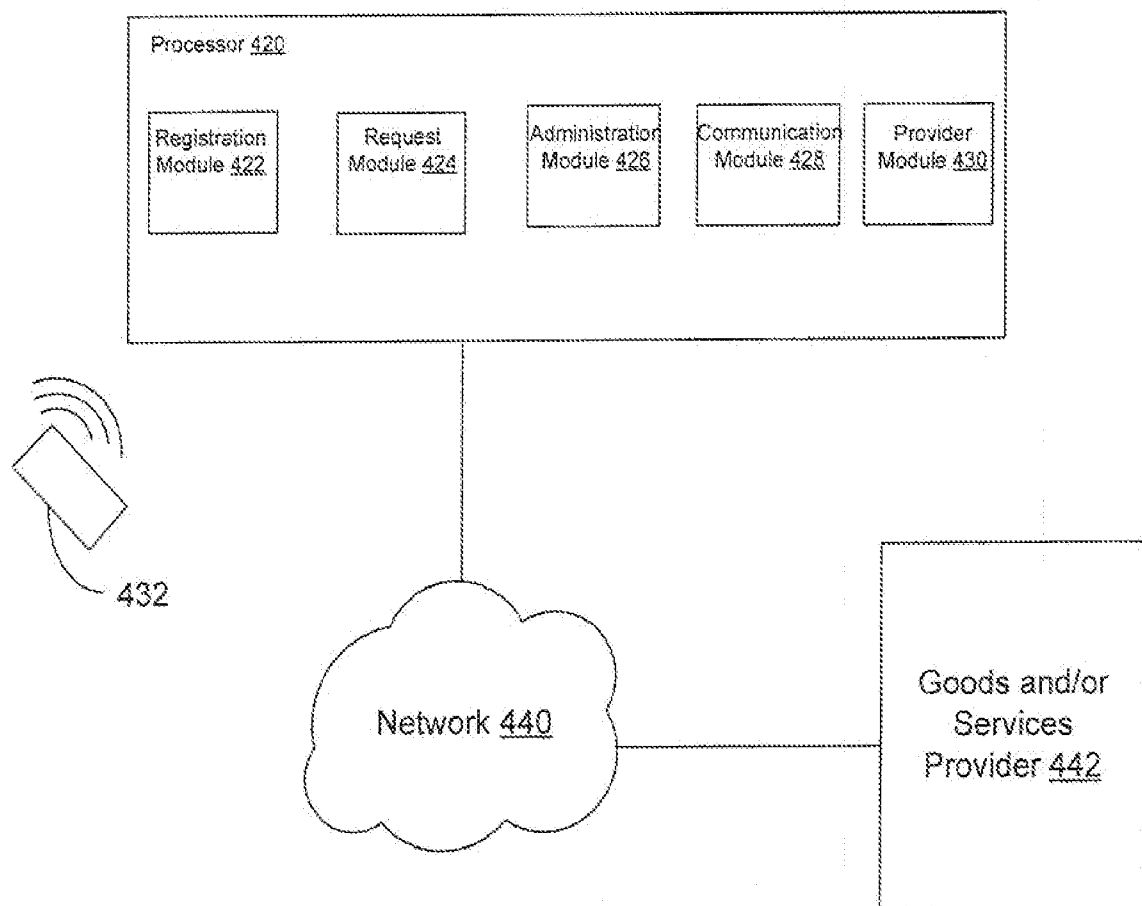 Processor 420
Registration
Module 422
Request
Module 424
Administration
Module 426
Communication
Module 428
Provider
Module 430
432
Network 440
Goods and/or
Services
Provider 442